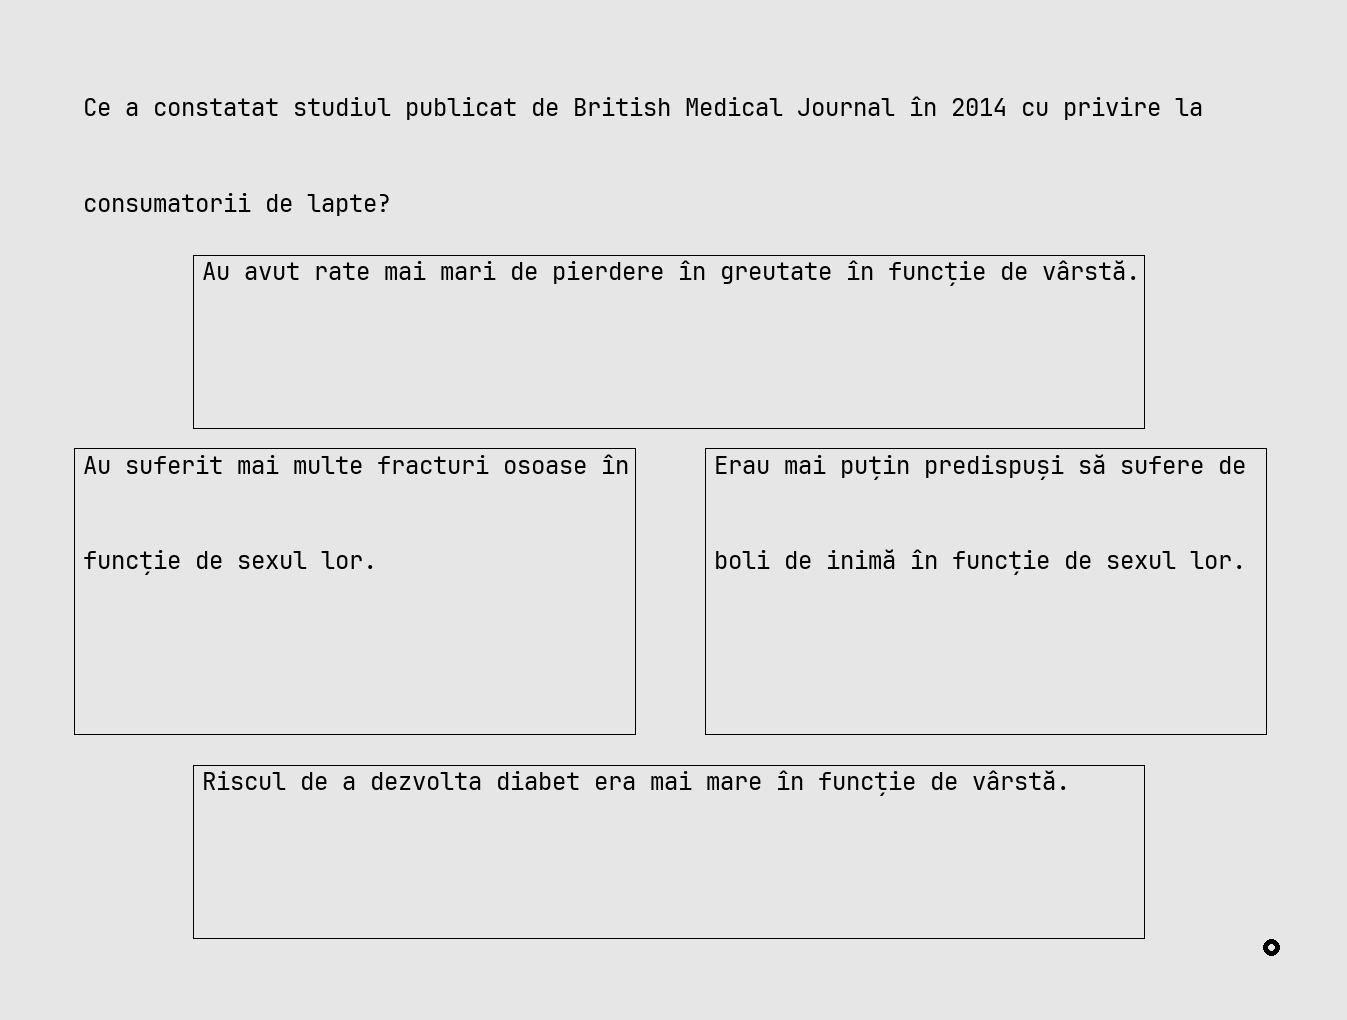 Ce a constatat studiul publicat de British Medical Journal în 2014 cu privire la
consumatorii de lapte?
Au avut rate mai mari de pierdere în greutate în funcție de vârstă.
Au suferit mai multe fracturi osoase în
funcție de sexul lor.
Erau mai puțin predispuși să sufere de
boli de inimă în funcție de sexul lor.
Riscul de a dezvolta diabet era mai mare în funcție de vârstă.